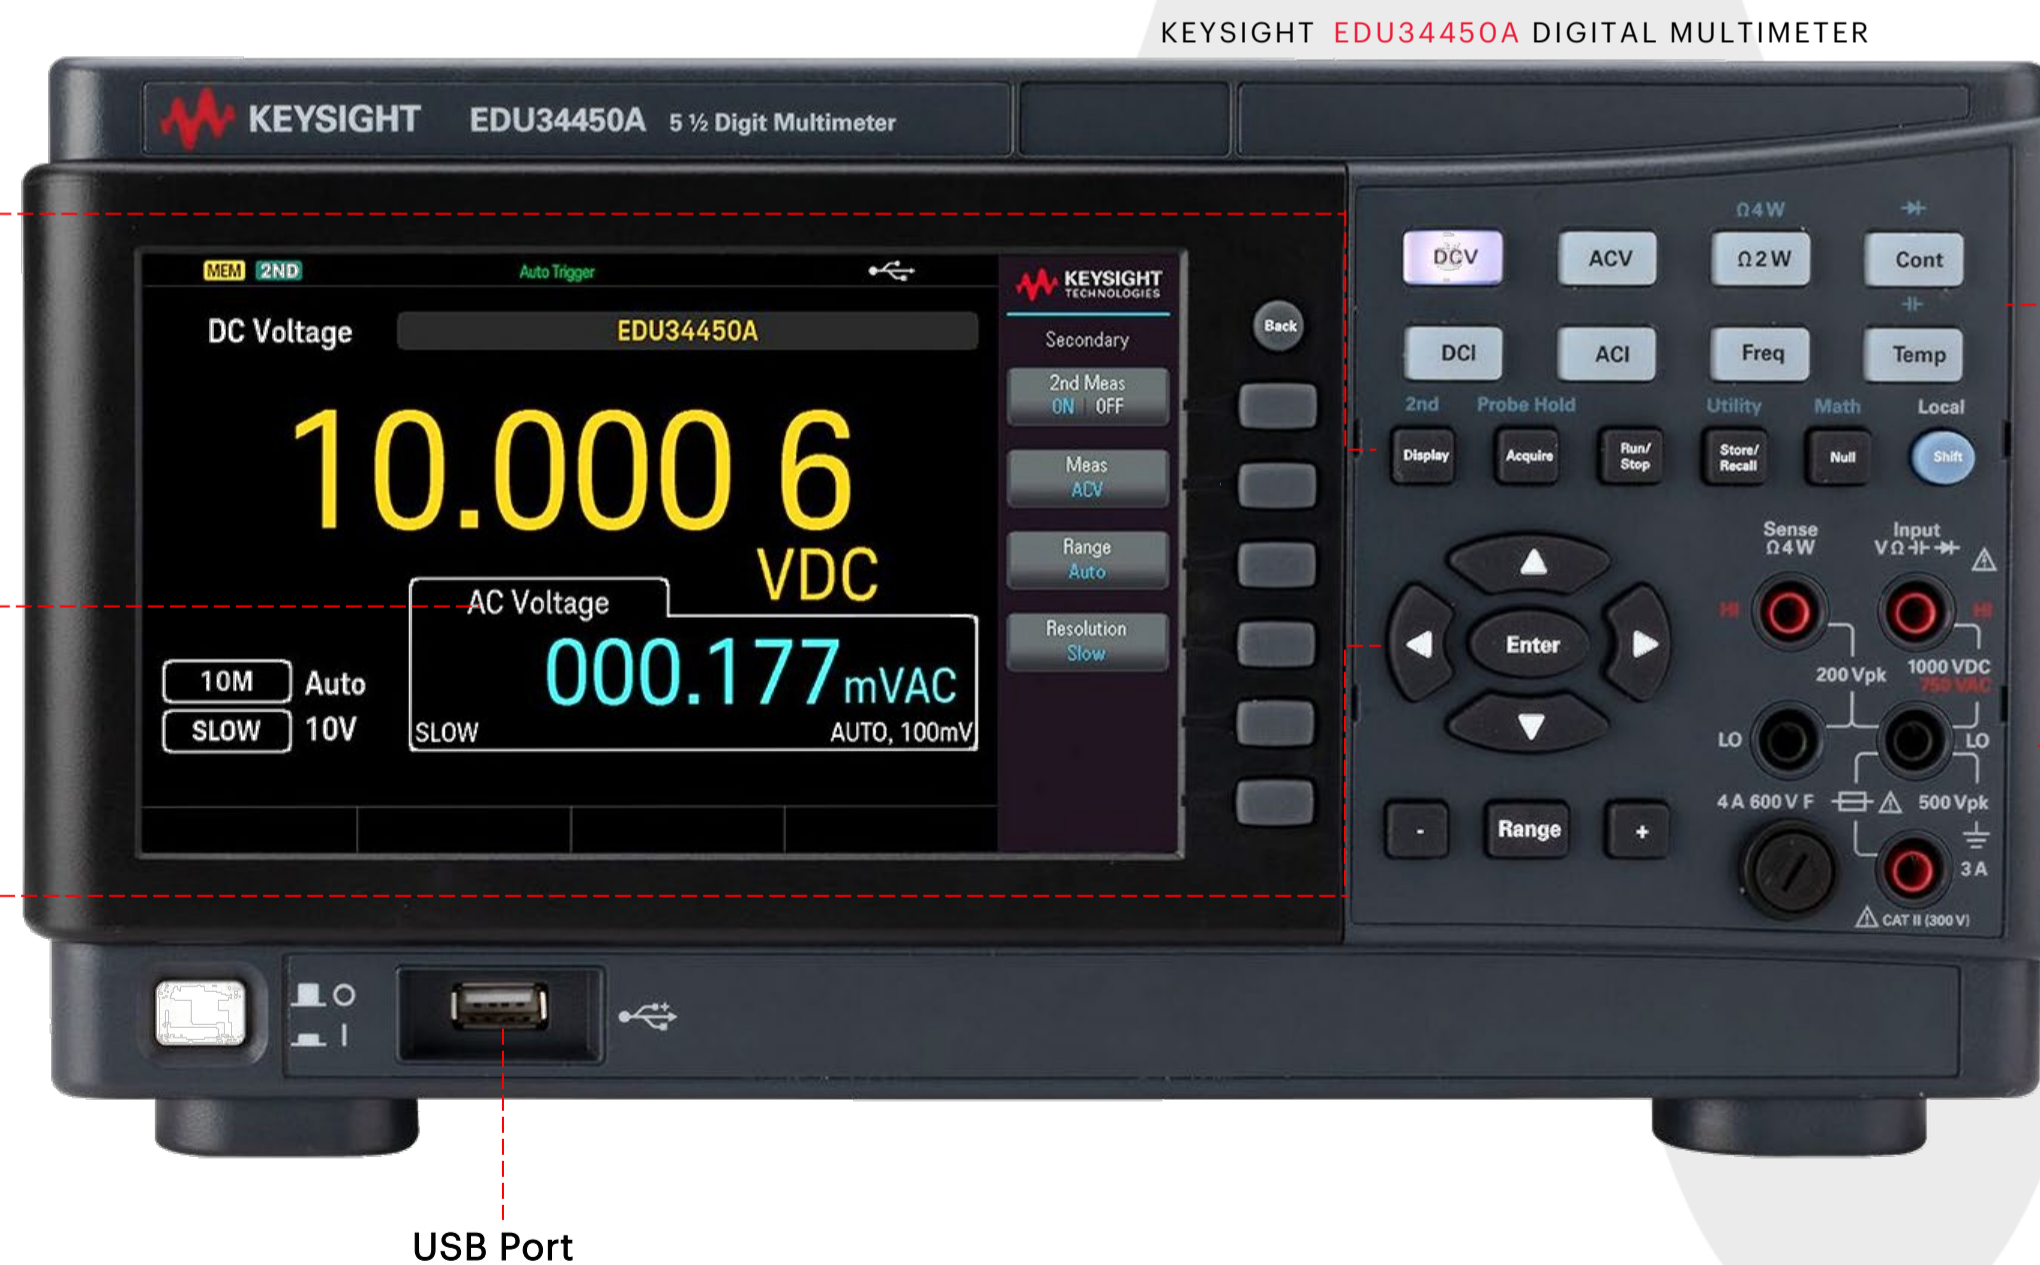 KEYSIGHT EDU34450A DIGITAL MULTIMETER
KEYSIGHT EDU34450A 5 ½ Digit Multimeter
MEM 2ND Auto Trigger
DC Voltage EDU34450A
10.000 6
VDC
AC Voltage
000.177 mVAC
SLOW AUTO, 100mV
10M Auto
SLOW 10V
KEYSIGHT
TECHNOLOGIES
Secondary
2nd Meas
ON OFF
Meas
ACV
Range
Auto
Resolution
Slow
Back
Ω4W
DCV ACV Ω2W Cont
DCI ACI Freq Temp
2nd Probe Hold Utility Math Local
Display Acquire Run/Stop Store/Recall Null Shift
Enter
- Range +
Sense
Ω4W
Input
VΩ
HI HI
200 Vpk
1000 VDC
750 VAC
LO LO
4 A 600 V F 500 Vpk
3 A
CAT II (300 V)
USB Port